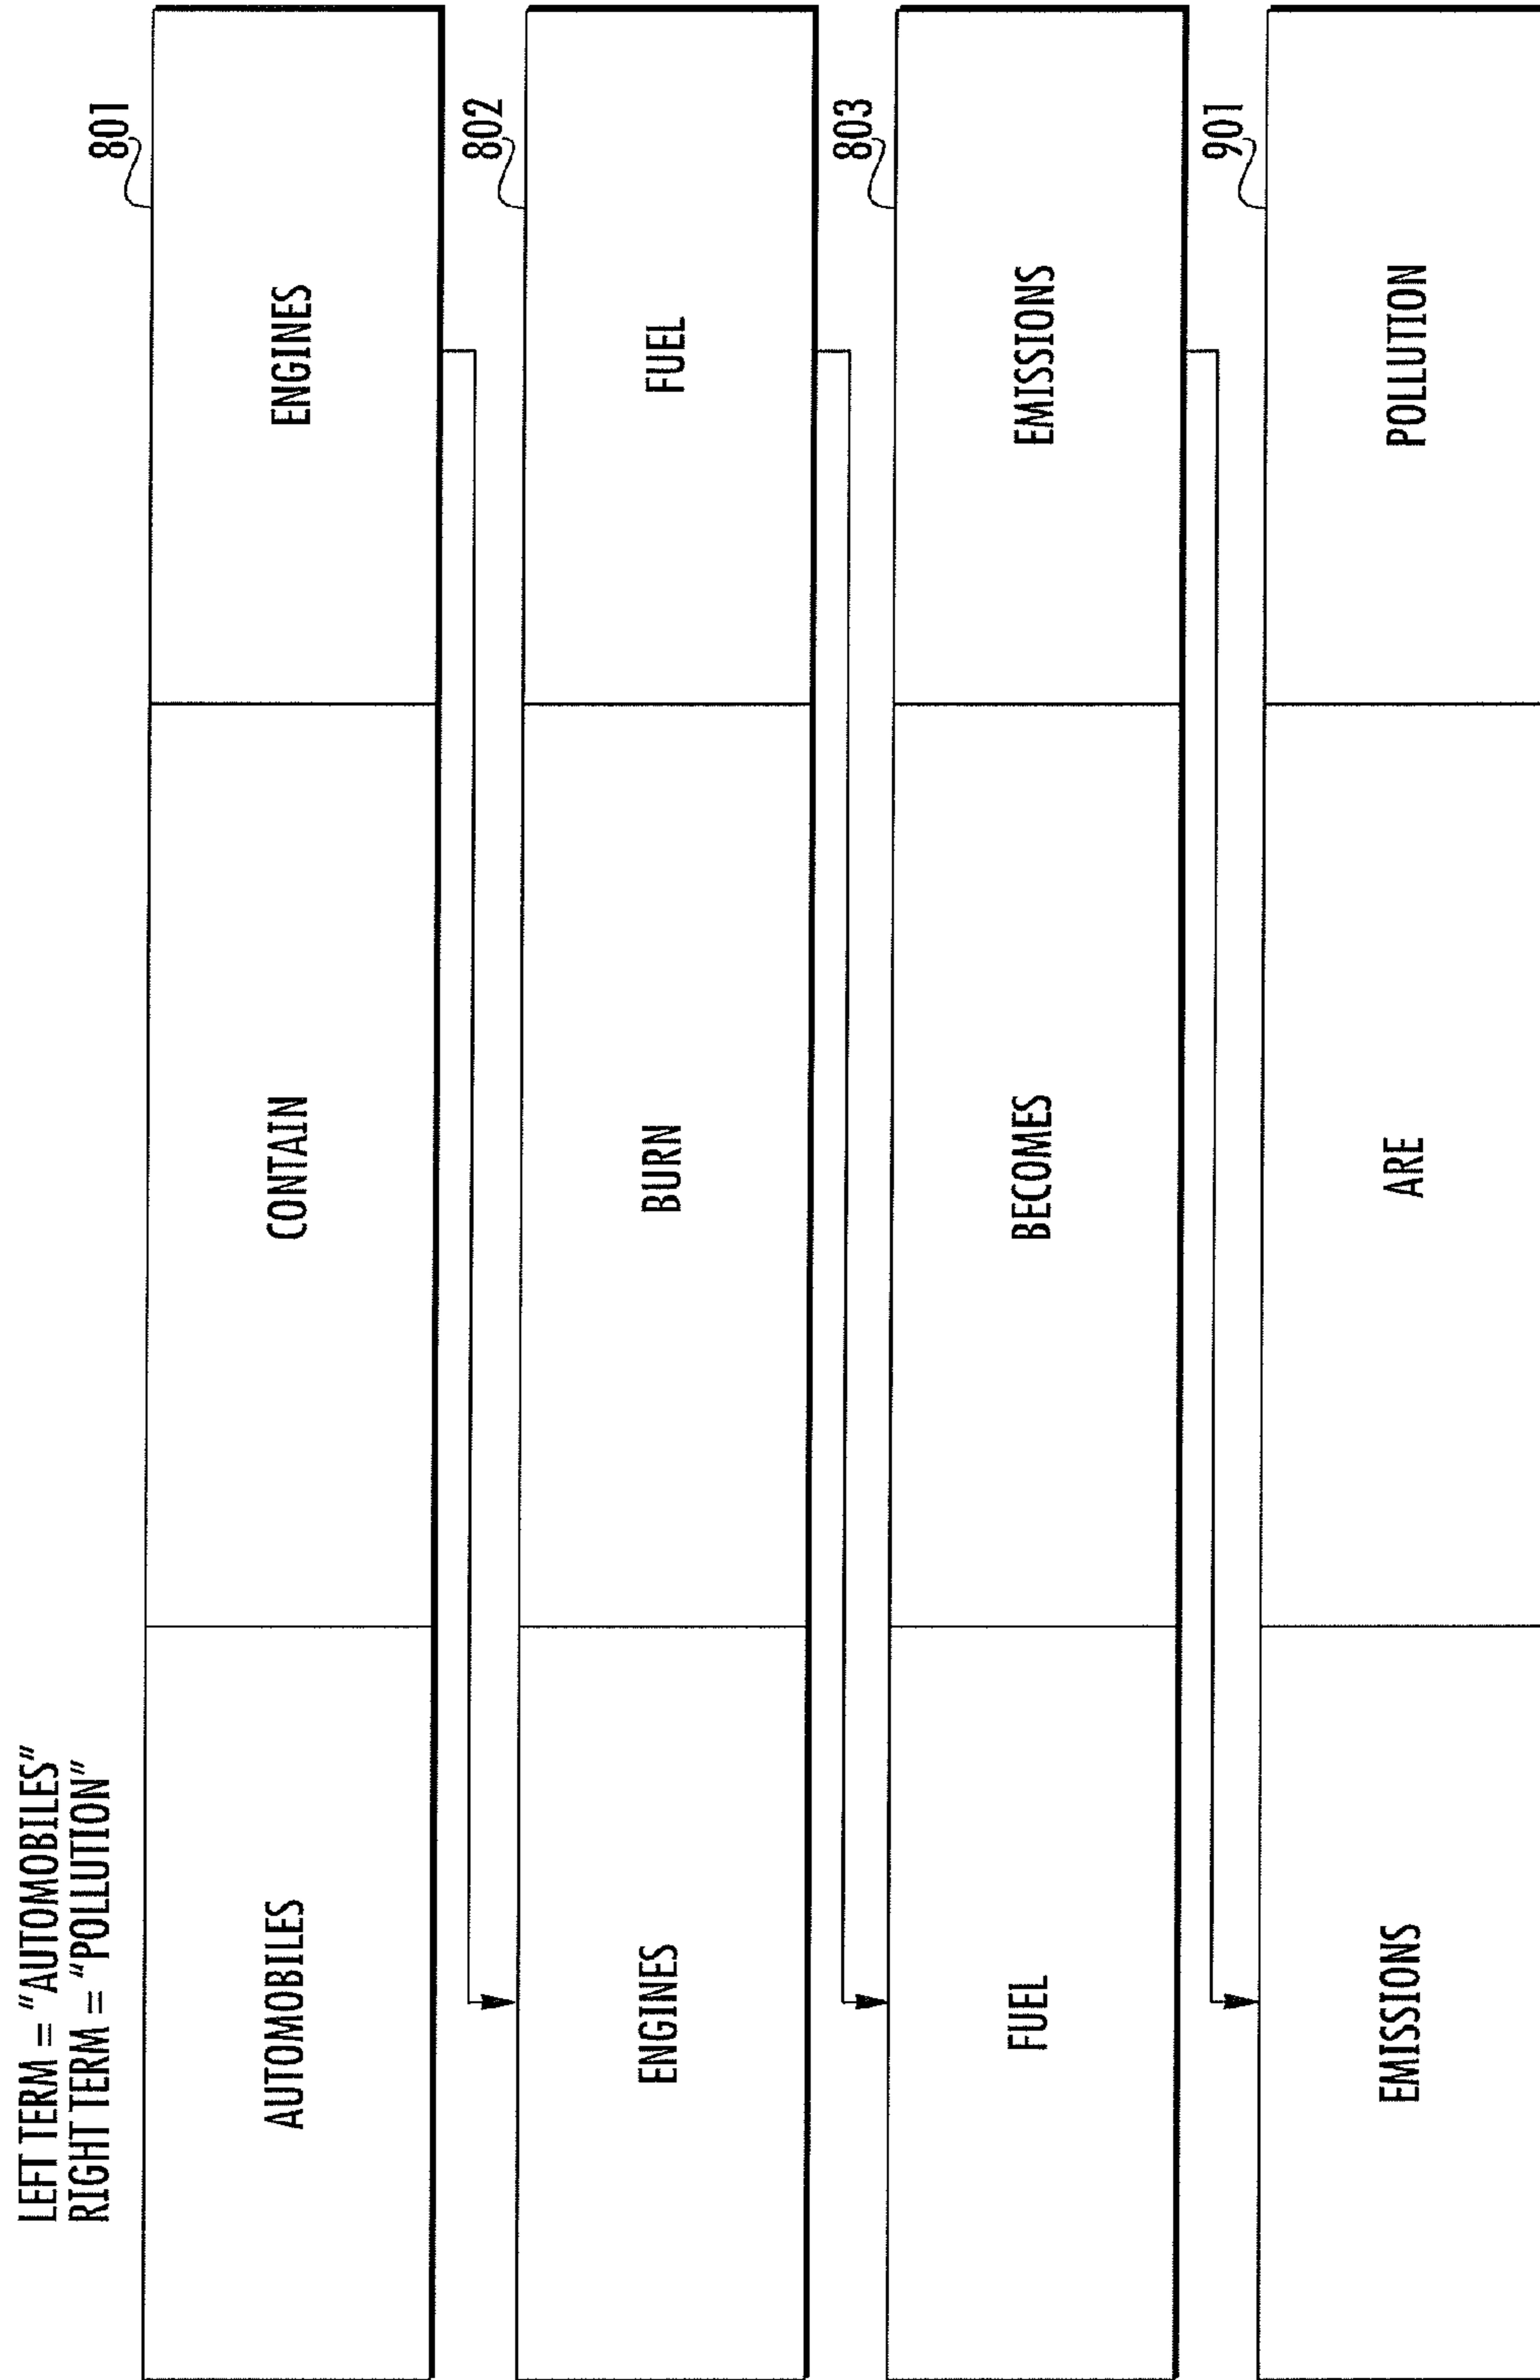 LEFT TERM = "AUTOMOBILES"
RIGHT TERM = "POLLUTION"
801
AUTOMOBILES CONTAIN ENGINES
802
ENGINES BURN FUEL
803
FUEL BECOMES EMISSIONS
901
EMISSIONS ARE POLLUTION